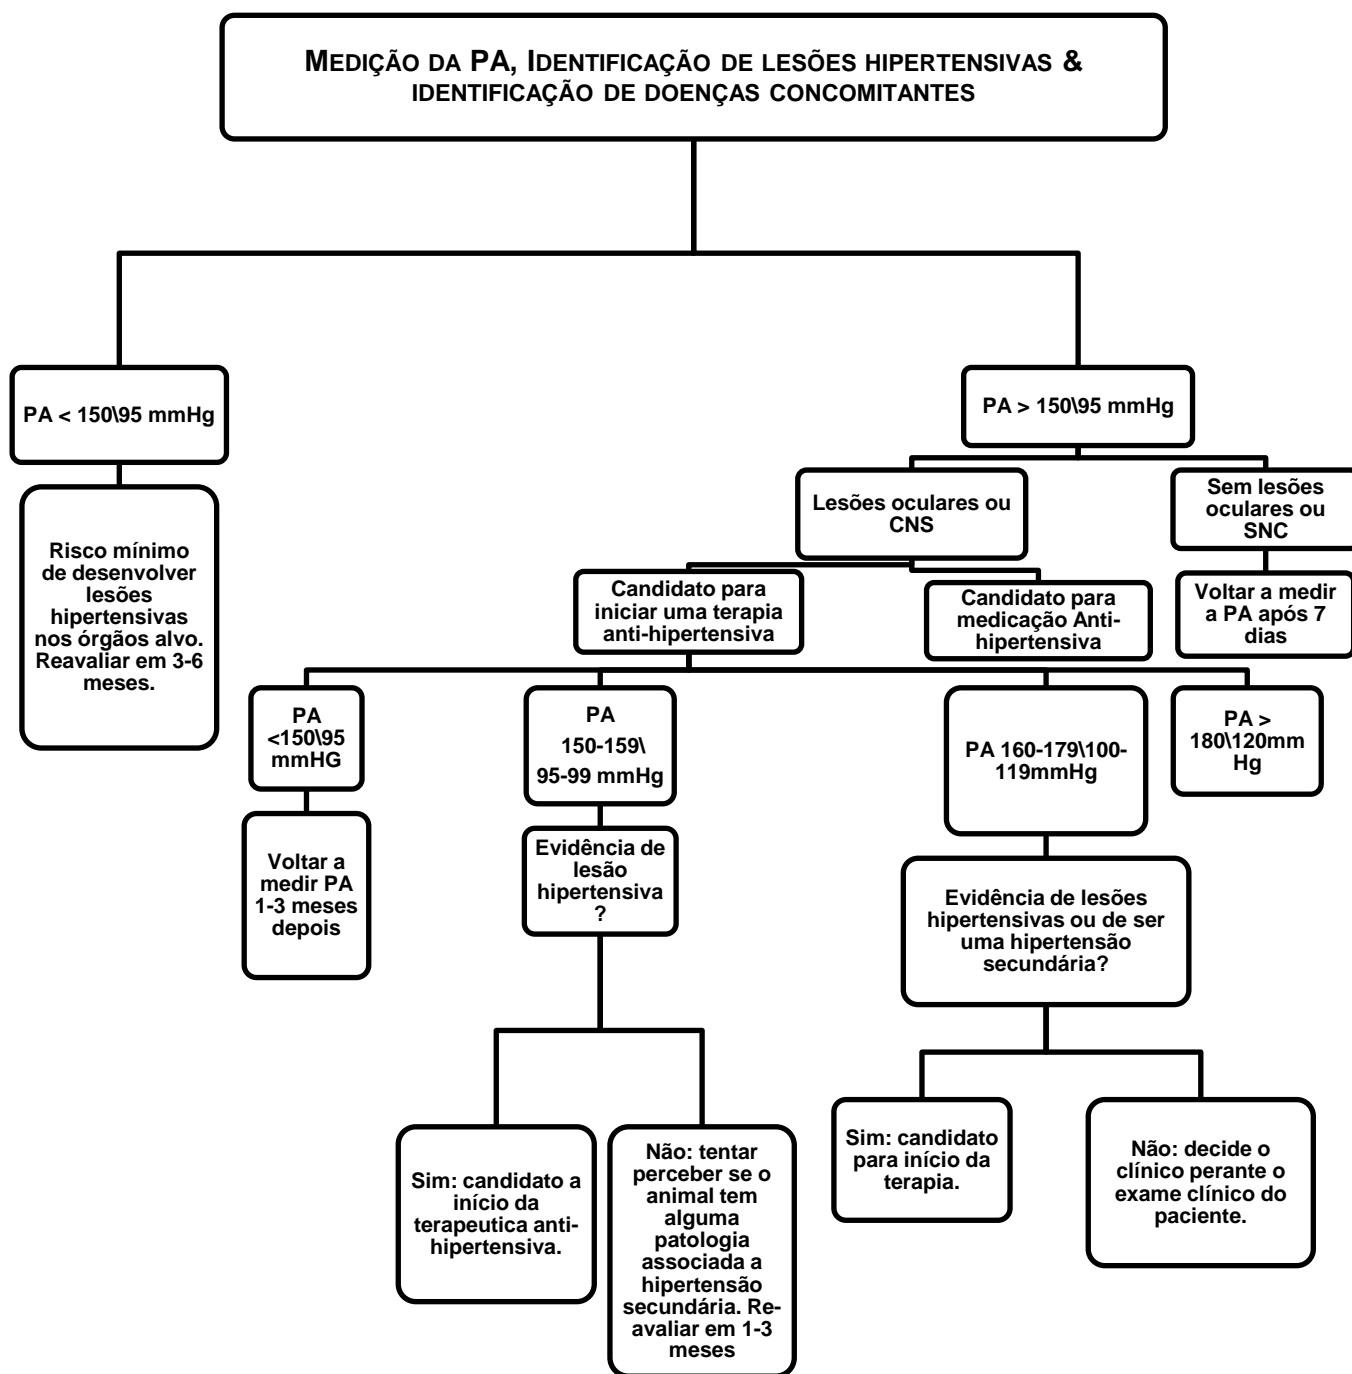 MEDIÇÃO DA PA, IDENTIFICAÇÃO DE LESÕES HIPERTENSIVAS &
IDENTIFICAÇÃO DE DOENÇAS CONCOMITANTES
PA < 150\95 mmHg
PA > 150\95 mmHg
Risco mínimo
de desenvolver
lesões
hipertensivas
nos órgãos alvo.
Reavaliar em 3-6
meses.
Lesões oculares ou
CNS
Sem lesões
oculares ou
SNC
Candidato para
iniciar uma terapia
anti-hipertensiva
Candidato para
medicação Anti-
hipertensiva
Voltar a medir
a PA após 7
dias
PA
<150\95
mmHG
PA
150-159\
95-99 mmHg
PA 160-179\100-
119mmHg
PA >
180\120mm
Hg
Voltar a
medir PA
1-3 meses
depois
Evidência de
lesão
hipertensiva
?
Evidência de lesões
hipertensivas ou de ser
uma hipertensão
secundária?
Sim: candidato a
início da
terapeutica anti-
hipertensiva.
Não: tentar
perceber se o
animal tem
alguma
patologia
associada a
hipertensão
secundária. Re-
avaliar em 1-3
meses
Sim: candidato
para início da
terapia.
Não: decide o
clínico perante o
exame clínico do
paciente.